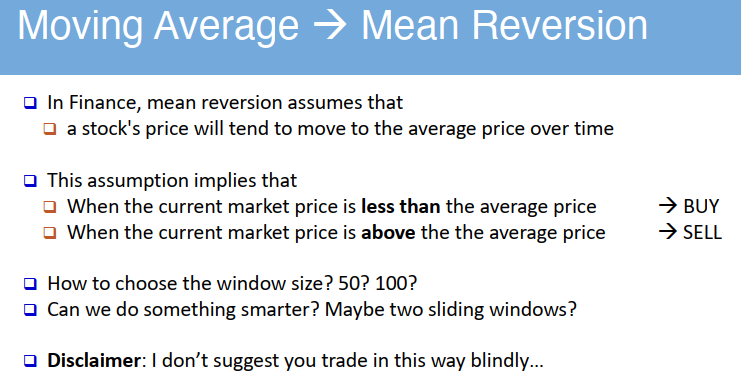 Moving Average → Mean Reversion
In Finance, mean reversion assumes that
a stock's price will tend to move to the average price over time
This assumption implies that
When the current market price is less than the average price → BUY
When the current market price is above the the average price → SELL
How to choose the window size? 50? 100?
Can we do something smarter? Maybe two sliding windows?
Disclaimer: I don’t suggest you trade in this way blindly…